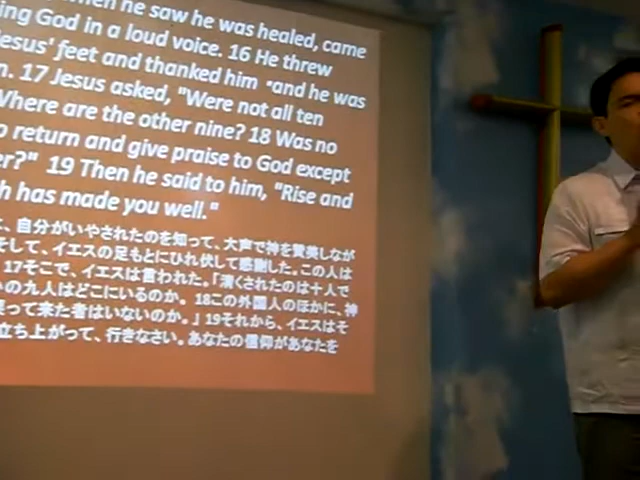 when he saw he was healed, came
ing God in a loud voice. 16 He threw
Jesus' feet and thanked him -and he was
n. 17 Jesus asked, "Were not all ten
Where are the other nine? 18 Was no
o return and give praise to God except
er?" 19 Then he said to him, "Rise and
h has made you well."
、自分がいやされたのを知って、大声で神を賛美しなが
そして、イエスの足もとにひれ伏して感謝した。この人は
17そこで、イエスは言われた。「清くされたのは十人で
の九人はどこにいるのか。 18この外国人のほかに、神
戻って来た者はいないのか。」19それから、イエスはそ
立ち上がって、行きなさい。あなたの信仰があなたを